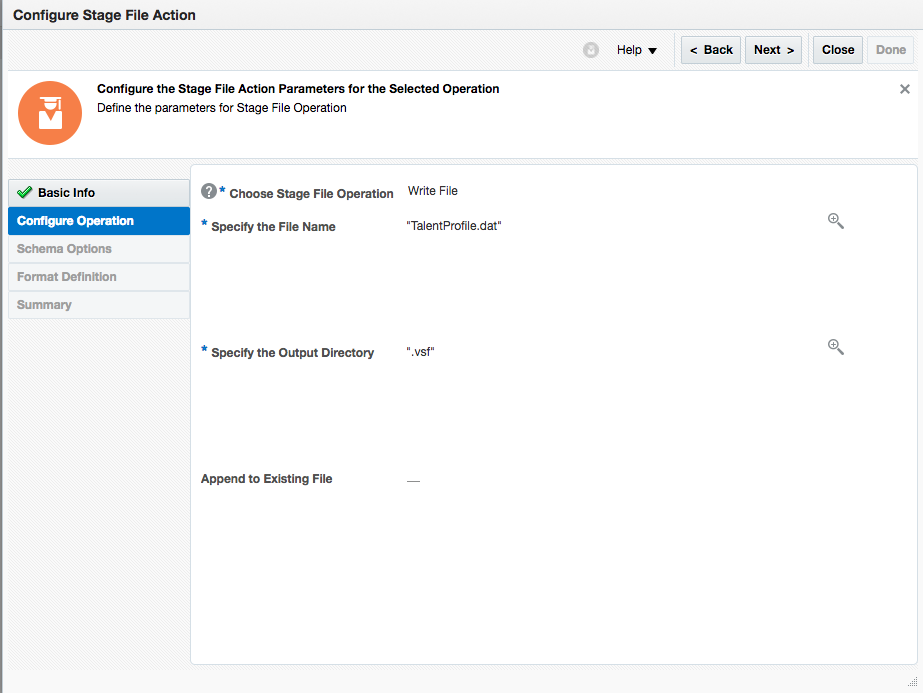 Configure Stage File Action
Help
< Back
Next >
Close
Done
Configure the Stage File Action Parameters for the Selected Operation
Define the parameters for Stage File Operation
Basic Info
Configure Operation
Schema Options
Format Definition
Summary
? * Choose Stage File Operation Write File
* Specify the File Name "TalentProfile.dat"
* Specify the Output Directory ".vsf"
Append to Existing File